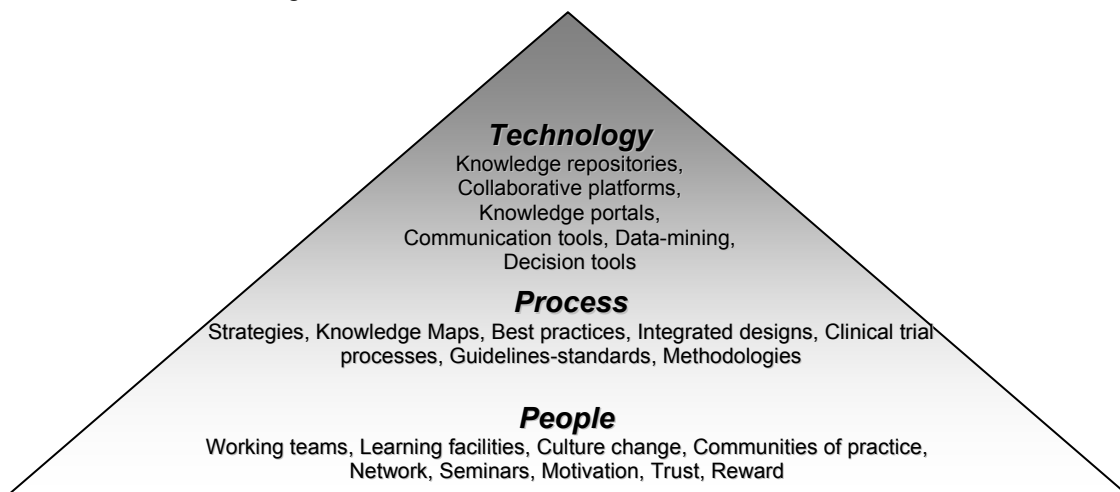 Technology
Knowledge repositories,
Collaborative platforms,
Knowledge portals,
Communication tools, Data-mining,
Decision tools
Process
Strategies, Knowledge Maps, Best practices, Integrated designs, Clinical trial
processes, Guidelines-standards, Methodologies
People
Working teams, Learning facilities, Culture change, Communities of practice,
Network, Seminars, Motivation, Trust, Reward